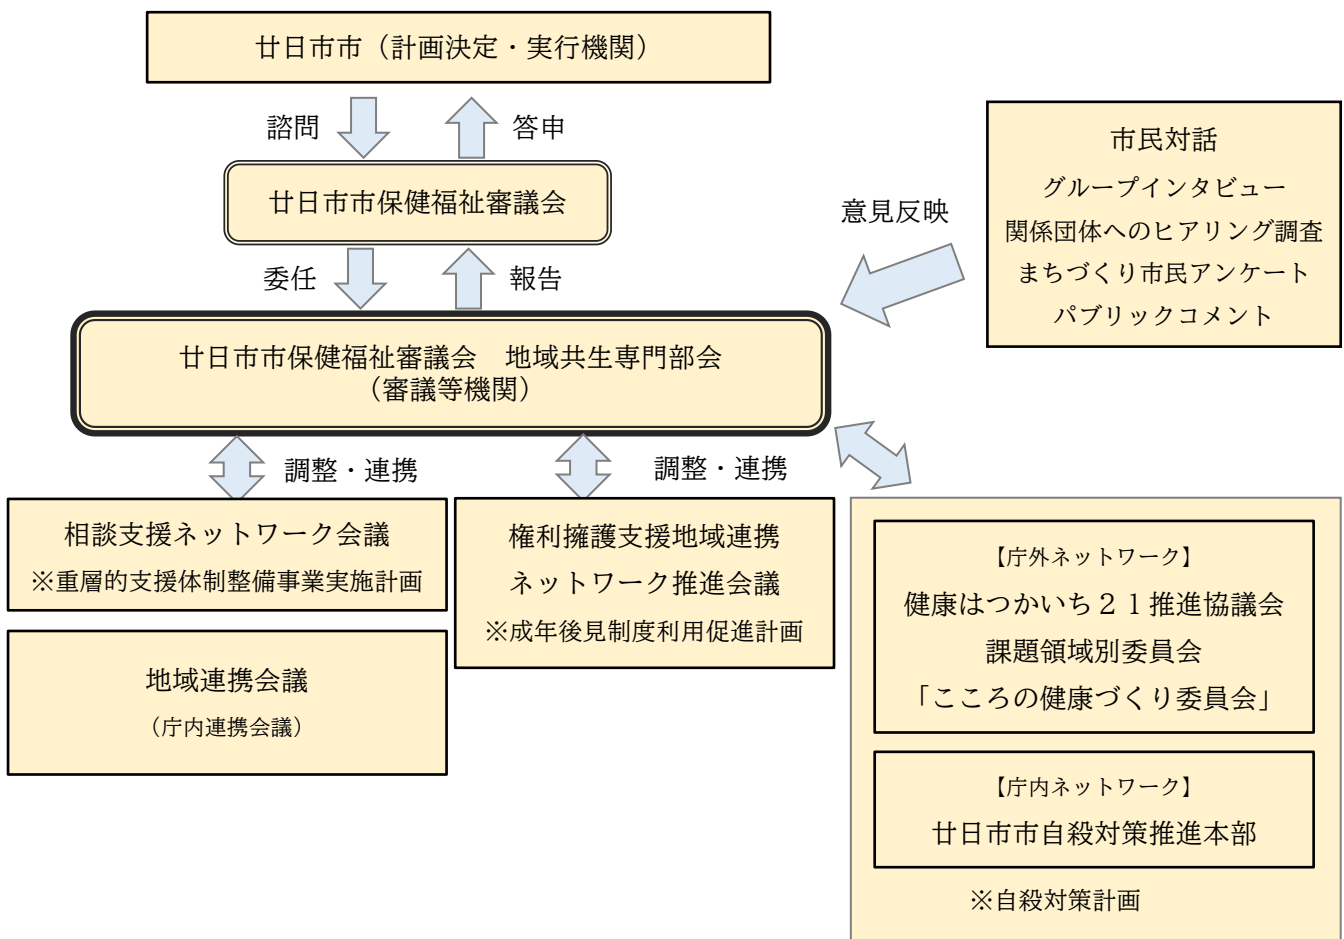 廿日市市（計画決定・実行機関）
諮問
答申
廿日市市保健福祉審議会
委任
報告
市民対話
グループインタビュー
関係団体へのヒアリング調査
まちづくり市民アンケート
パブリックコメント
意見反映
廿日市市保健福祉審議会　地域共生専門部会
（審議等機関）
調整・連携
調整・連携
相談支援ネットワーク会議
※重層的支援体制整備事業実施計画
地域連携会議
（庁内連携会議）
権利擁護支援地域連携
ネットワーク推進会議
※成年後見制度利用促進計画
【庁外ネットワーク】
健康はつかいち２１推進協議会
課題領域別委員会
「こころの健康づくり委員会」
【庁内ネットワーク】
廿日市市自殺対策推進本部
※自殺対策計画